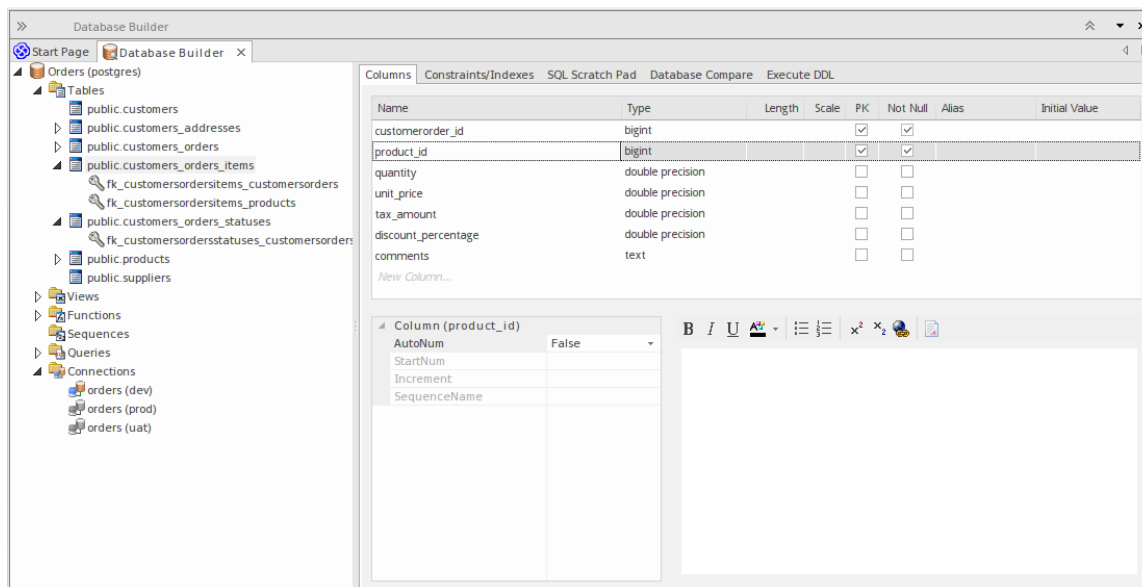 Database Builder
Start Page
Database Builder
Orders (postgres)
Tables
public.customers
public.customers_addresses
public.customers_orders
public.customers_orders_items
fk_customersordersitems_customersorders
fk_customersordersitems_products
public.customers_orders_statuses
fk_customersordersstatuses_customersorders
public.products
public.suppliers
Views
Functions
Sequences
Queries
Connections
orders (dev)
orders (prod)
orders (uat)
Columns Constraints/Indexes SQL Scratch Pad Database Compare Execute DDL
Name Type Length Scale PK Not Null Alias Initial Value
customerorder_id bigint
product_id bigint
quantity double precision
unit_price double precision
tax_amount double precision
discount_percentage double precision
comments text
New Column...
Column (product_id)
AutoNum False
StartNum
Increment
SequenceName
B I U A x² x₂